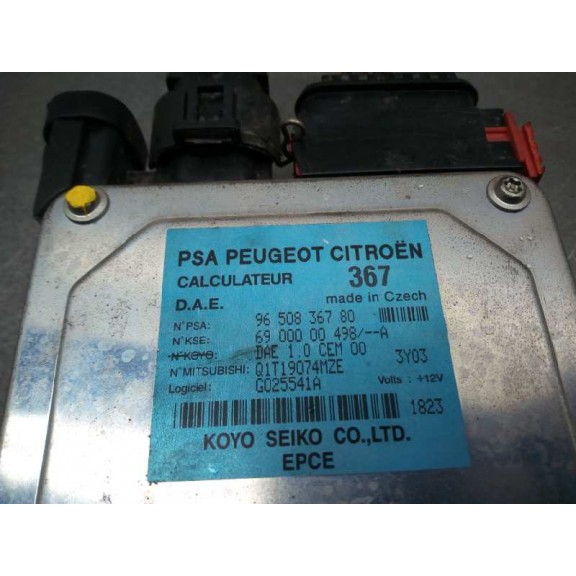 PSA PEUGEOT CITROËN
CALCULATEUR 367
D.A.E. made in Czech
N°PSA: 96 508 367 80
N°KSE: 69 000 00 498/--A
N°KOYO: DAE 1.0 CEM 00 3Y03
N°MITSUBISHI: Q1T19074MZE
Logiciel: G025541A Volts : +12V
1823
KOYO SEIKO CO.,LTD.
EPCE